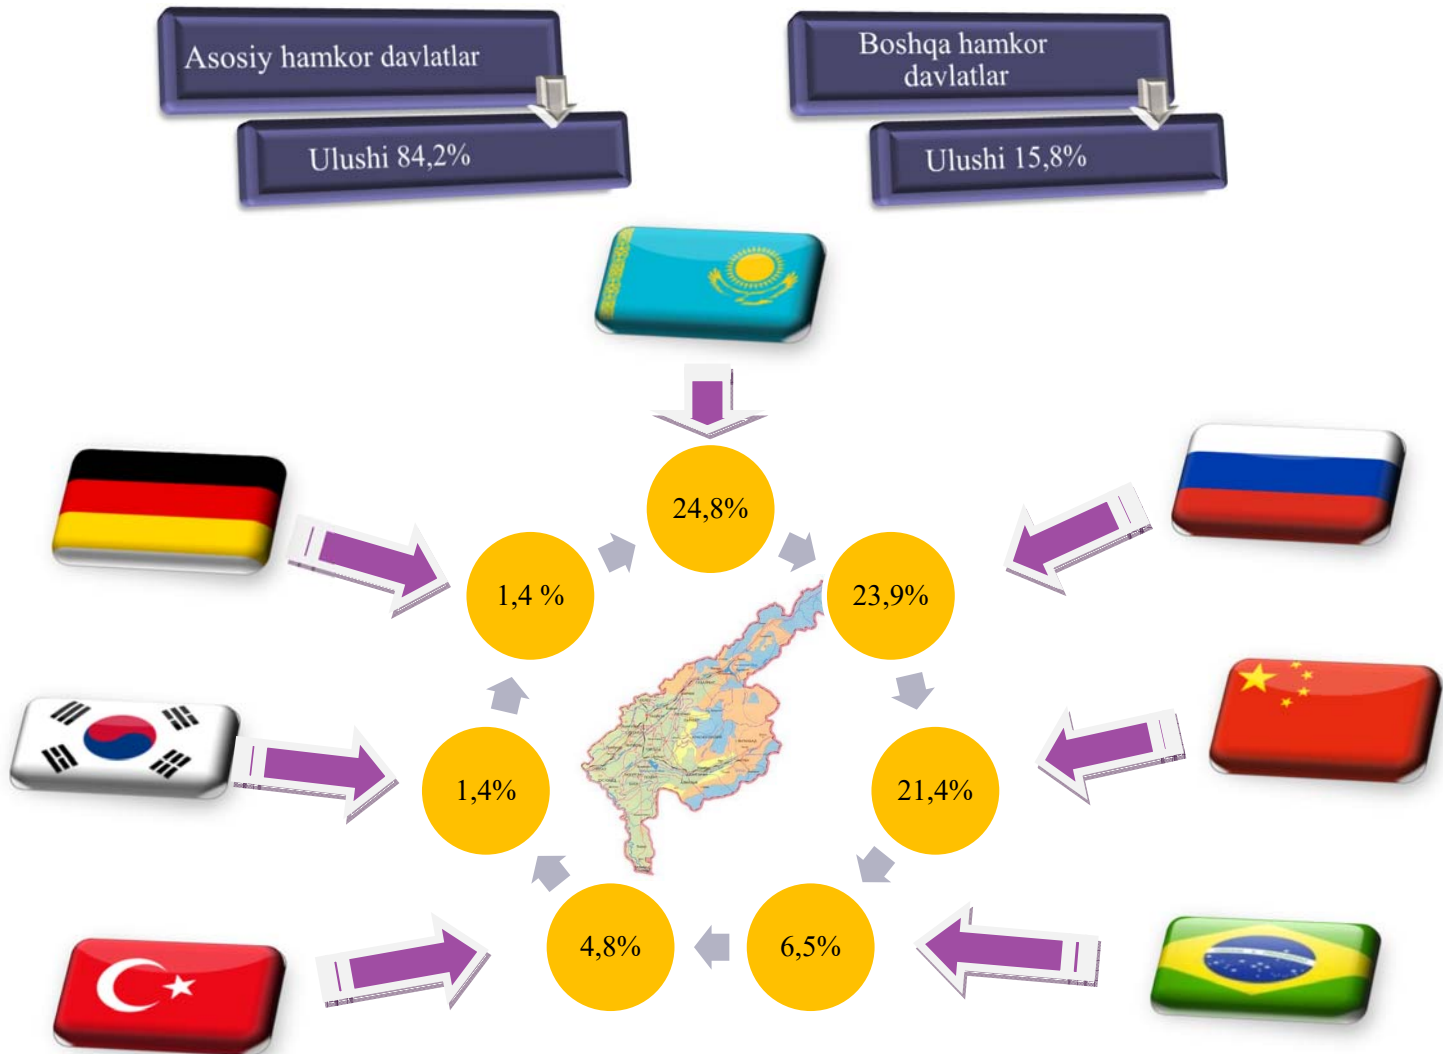 Asosiy hamkor davlatlar
Ulushi 84,2%
Boshqa hamkor
davlatlar
Ulushi 15,8%
24,8%
23,9%
21,4%
6,5%
4,8%
1,4%
1,4 %